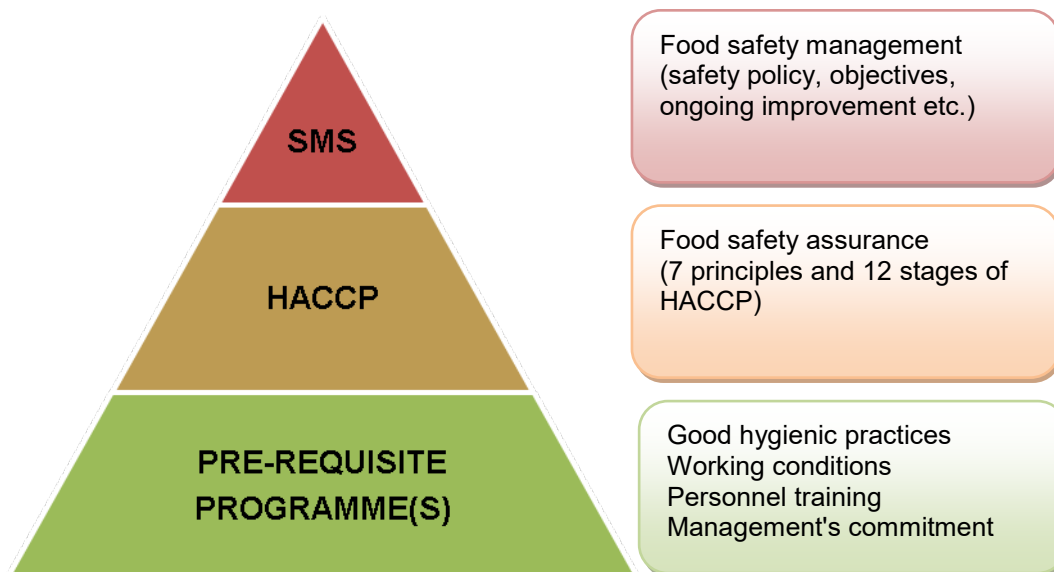 SMS
Food safety management
(safety policy, objectives,
ongoing improvement etc.)
HACCP
Food safety assurance
(7 principles and 12 stages of
HACCP)
PRE-REQUISITE
PROGRAMME(S)
Good hygienic practices
Working conditions
Personnel training
Management's commitment